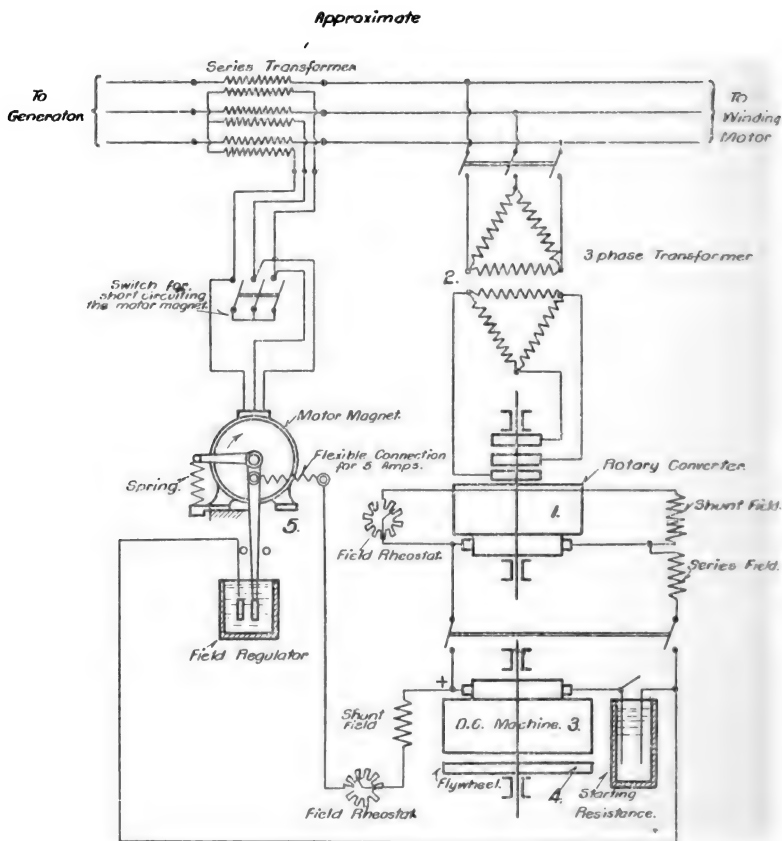 Approximate
Series Transformer
To
Generator
To
Winding
Motor
3 phase Transformer
2.
Switch for
short circuiting
the motor magnet.
Motor Magnet.
Flexible Connection
for 5 Amps.
Spring.
5.
Rotary Converter.
1.
Shunt Field
Field Rheostat.
Series Field.
Field Regulator
+
Shunt
Field
D.C. Machine. 3.
Flywheel.
4.
Starting
Resistance.
Field Rheostat